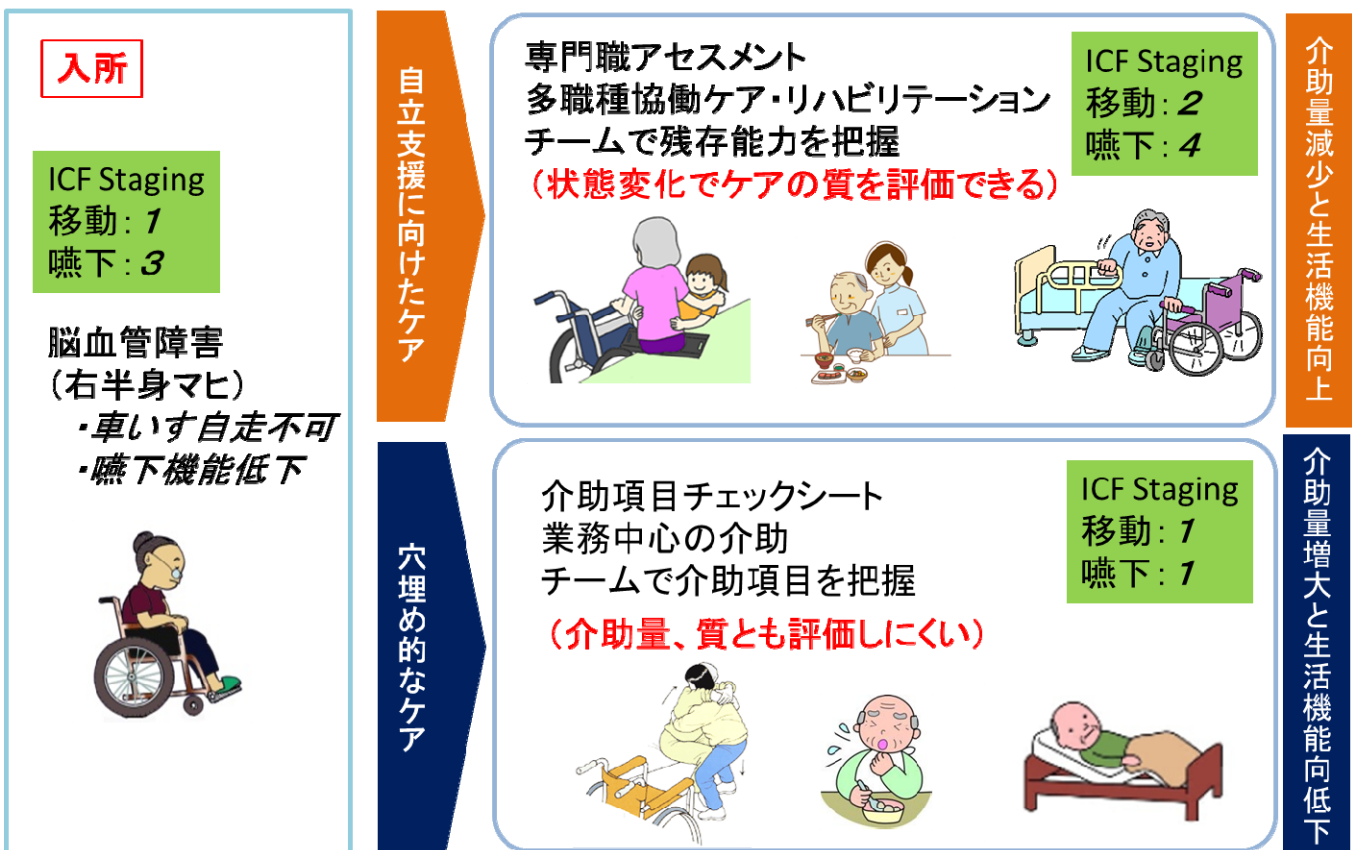 入所
ICF Staging
移動：1
嚥下：3
脳血管障害
（右半身マヒ）
・車いす自走不可
・嚥下機能低下
自立支援に向けたケア
専門職アセスメント
多職種協働ケア・リハビリテーション
チームで残存能力を把握
（状態変化でケアの質を評価できる）
ICF Staging
移動：2
嚥下：4
介助量減少と生活機能向上
穴埋め的なケア
介助項目チェックシート
業務中心の介助
チームで介助項目を把握
（介助量、質とも評価しにくい）
ICF Staging
移動：1
嚥下：1
介助量増大と生活機能向低下